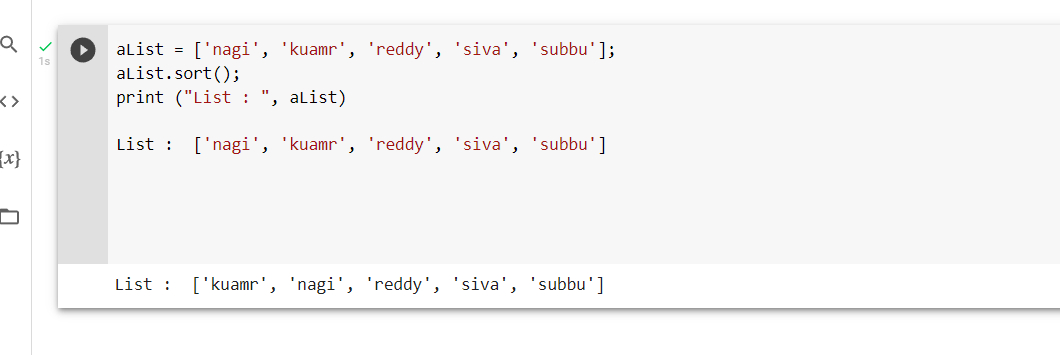 aList = ['nagi', 'kuamr', 'reddy', 'siva', 'subbu'];
1s
aList.sort();
print ("List : ", aList)
List :  ['nagi', 'kuamr', 'reddy', 'siva', 'subbu']
{x}
List :  ['kuamr', 'nagi', 'reddy', 'siva', 'subbu']